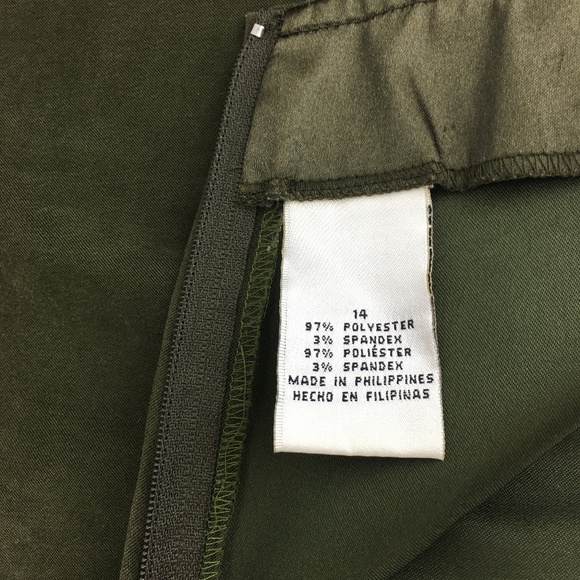 14
97% POLYESTER
3% SPANDEX
97% POLIÉSTER
3% SPANDEX
MADE IN PHILIPPINES
HECHO EN FILIPINAS